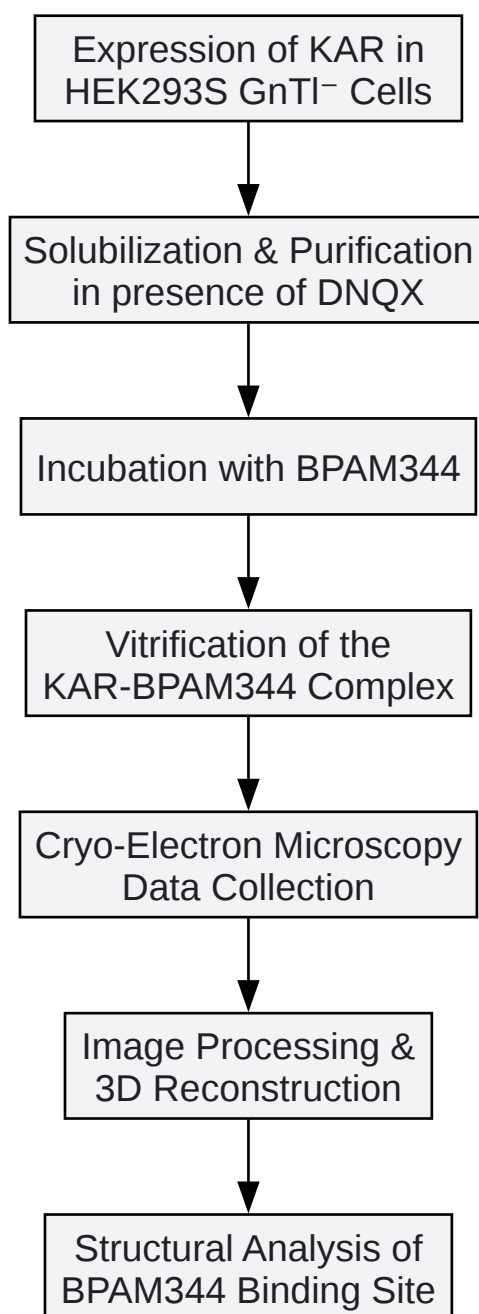 Expression of KAR in
HEK293S GnTl⁻ Cells
Solubilization & Purification
in presence of DNQX
Incubation with BPAM344
Vitrification of the
KAR-BPAM344 Complex
Cryo-Electron Microscopy
Data Collection
Image Processing &
3D Reconstruction
Structural Analysis of
BPAM344 Binding Site